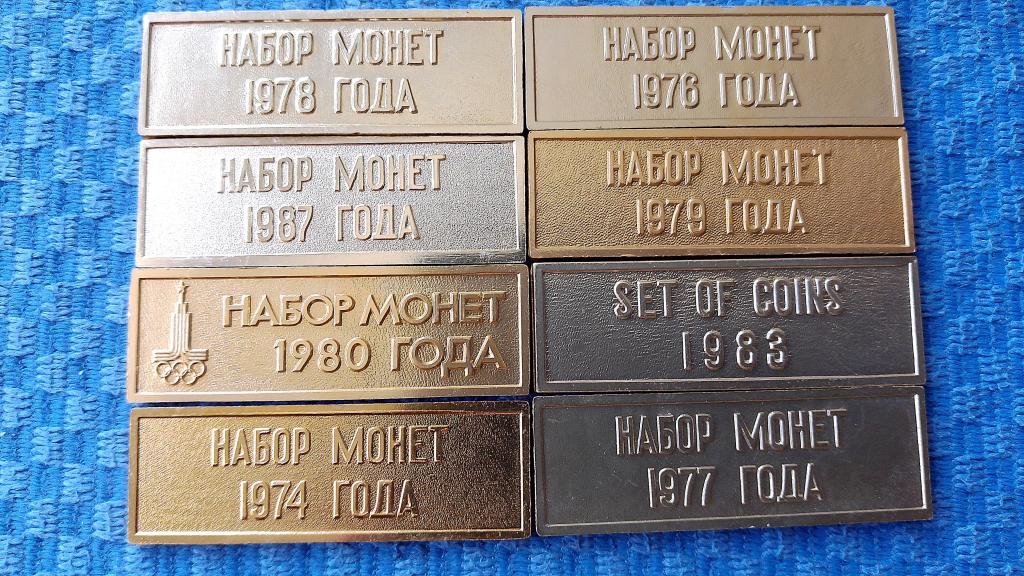 НАБОР МОНЕТ
1978 ГОДА
НАБОР МОНЕТ
1976 ГОДА
НАБОР МОНЕТ
1987 ГОДА
НАБОР МОНЕТ
1979 ГОДА
НАБОР МОНЕТ
1980 ГОДА
SET OF COINS
1983
НАБОР МОНЕТ
1974 ГОДА
НАБОР МОНЕТ
1977 ГОДА